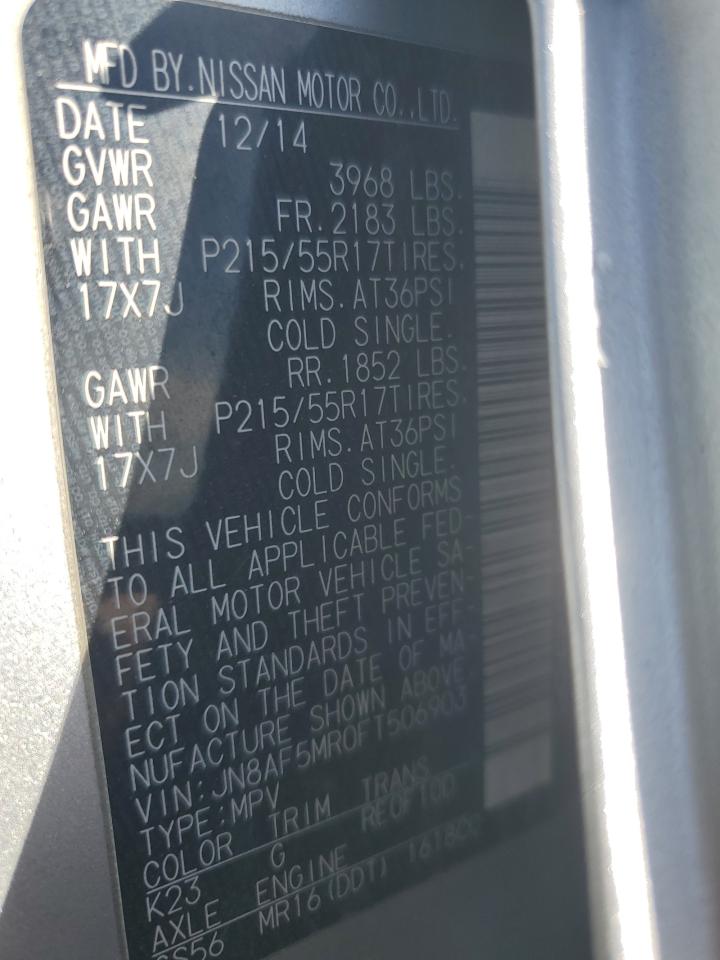 MFD BY.NISSAN MOTOR CO.,LTD.
DATE 12/14
GVWR 3968 LBS.
GAWR FR.2183 LBS.
WITH P215/55R17TIRES.
17X7J RIMS.AT36PSI
COLD SINGLE.
GAWR RR.1852 LBS.
WITH P215/55R17TIRES.
17X7J RIMS.AT36PSI
COLD SINGLE.
THIS VEHICLE CONFORMS
TO ALL APPLICABLE FED-
ERAL MOTOR VEHICLE SA-
FETY AND THEFT PREVEN-
TION STANDARDS IN EFF-
ECT ON THE DATE OF MA-
NUFACTURE SHOWN ABOVE.
VIN:JN8AF5MR0FT506903
TYPE:MPV
COLOR TRIM TRANS
K23 G RE0F10D
AXLE ENGINE
GS56 MR16(DDT)